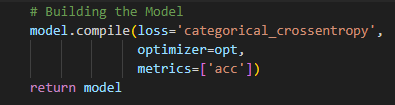 # Building the Model
model.compile(loss='categorical_crossentropy',
optimizer=opt,
metrics=['acc'])
return model